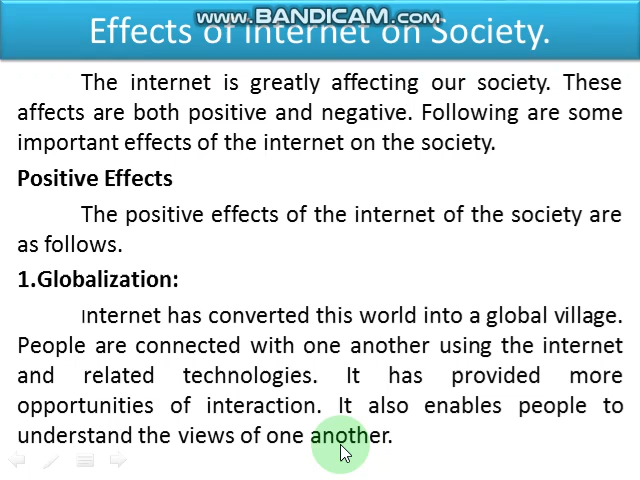 www.BANDICAM.com
Effects of internet on Society.
The internet is greatly affecting our society. These
affects are both positive and negative. Following are some
important effects of the internet on the society.
Positive Effects
The positive effects of the internet of the society are
as follows.
1.Globalization:
Internet has converted this world into a global village.
People are connected with one another using the internet
and related technologies. It has provided more
opportunities of interaction. It also enables people to
understand the views of one another.